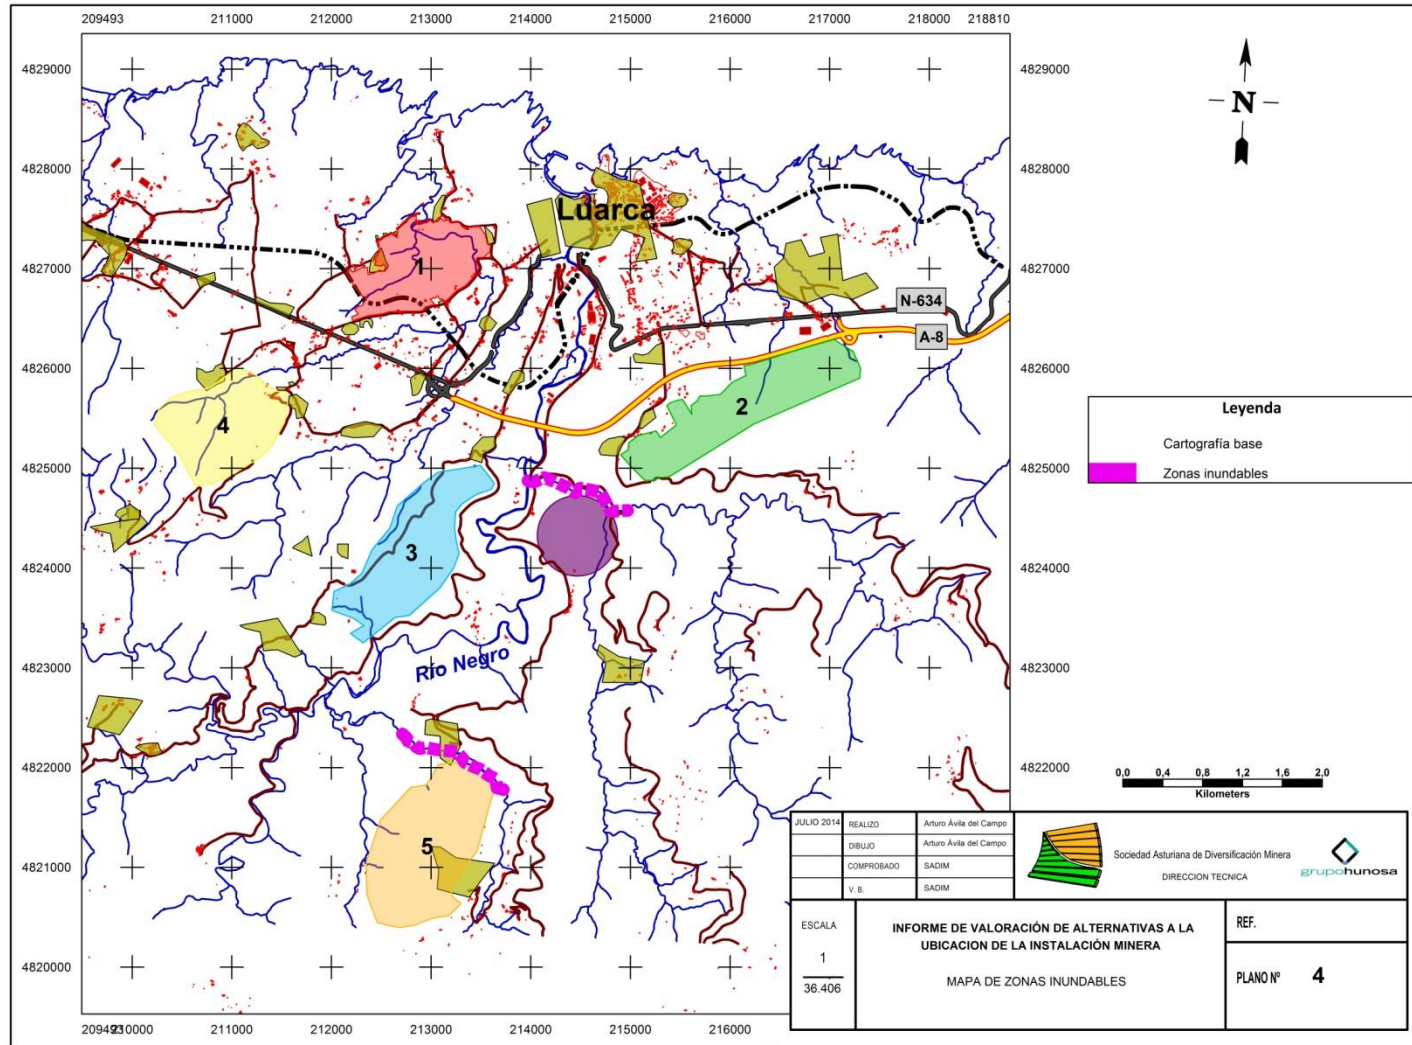 209493 211000 212000 213000 214000 215000 216000 217000 218000 218810
4829000 4829000
N
4828000 4828000
Luarca
4827000 1 4827000
N-634
A-8
4826000 4826000
2
4 Leyenda
Cartografía base
4825000 4825000
Zonas inundables
3
4824000 4824000
4823000 Río Negro 4823000
4822000 4822000
0,0 0,4 0,8 1,2 1,6 2,0
Kilometers
5
4821000
4820000
JULIO 2014 REALIZO Arturo Ávila del Campo
DIBUJO Arturo Ávila del Campo
COMPROBADO SADIM
V. B. SADIM
Sociedad Asturiana de Diversificación Minera
DIRECCION TECNICA
grupohunosa
ESCALA
1
36.406
INFORME DE VALORACIÓN DE ALTERNATIVAS A LA
UBICACION DE LA INSTALACIÓN MINERA
MAPA DE ZONAS INUNDABLES
REF.
PLANO Nº 4
209493 210000 211000 212000 213000 214000 215000 216000